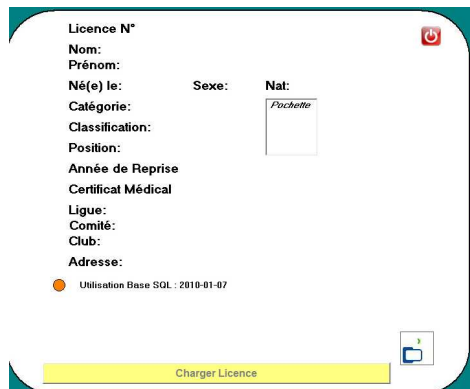 Licence N°
Nom:
Prénom:
Né(e) le: Sexe: Nat:
Catégorie: Pochette
Classification:
Position:
Année de Reprise
Certificat Médical
Ligue:
Comité:
Club:
Adresse:
Utilisation Base SQL : 2010-01-07
Charger Licence